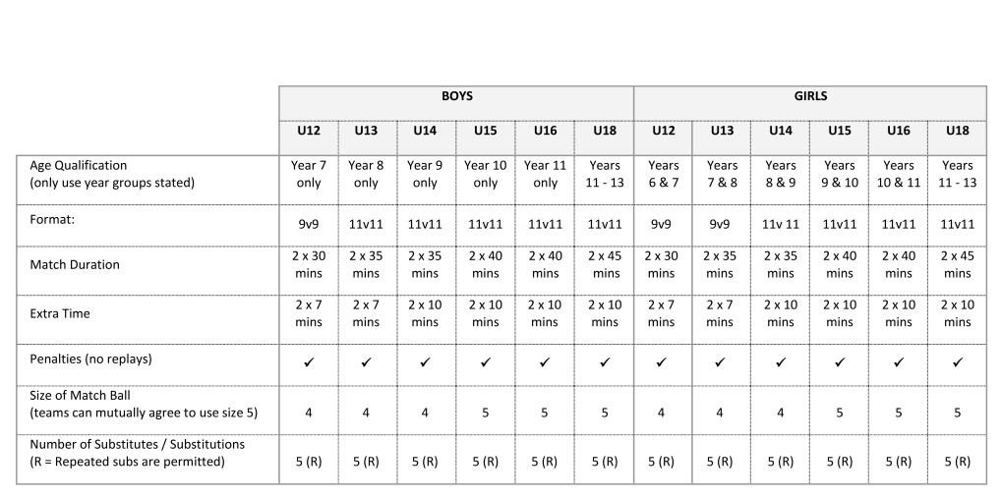 BOYS GIRLS
U12 U13 U14 U15 U16 U18 U12 U13 U14 U15 U16 U18
Age Qualification Year 7 Year 8 Year 9 Year 10 Year 11 Years Years Years Years Years Years Years
(only use year groups stated) only only only only only 11 - 13 6 & 7 7 & 8 8 & 9 9 & 10 10 & 11 11 - 13
Format: 9v9 11v11 11v11 11v11 11v11 11v11 9v9 9v9 11v 11 11v11 11v11 11v11
2 x 30 2 x 35 2 x 35 2 x 40 2 x 40 2 x 45 2 x 30 2 x 35 2 x 35 2 x 40 2 x 40 2 x 45
Match Duration mins mins mins mins mins mins mins mins mins mins mins mins
2 x 7 2 x 7 2 x 10 2 x 10 2 x 10 2 x 10 2 x 7 2 x 7 2 x 10 2 x 10 2 x 10 2 x 10
Extra Time mins mins mins mins mins mins mins mins mins mins mins mins
Penalties (no replays) ✓ ✓ ✓ ✓ ✓ ✓ ✓ ✓ ✓ ✓ ✓ ✓
Size of Match Ball
(teams can mutually agree to use size 5) 4 4 4 5 5 5 4 4 4 5 5 5
Number of Substitutes / Substitutions
(R = Repeated subs are permitted) 5 (R) 5 (R) 5 (R) 5 (R) 5 (R) 5 (R) 5 (R) 5 (R) 5 (R) 5 (R) 5 (R) 5 (R)